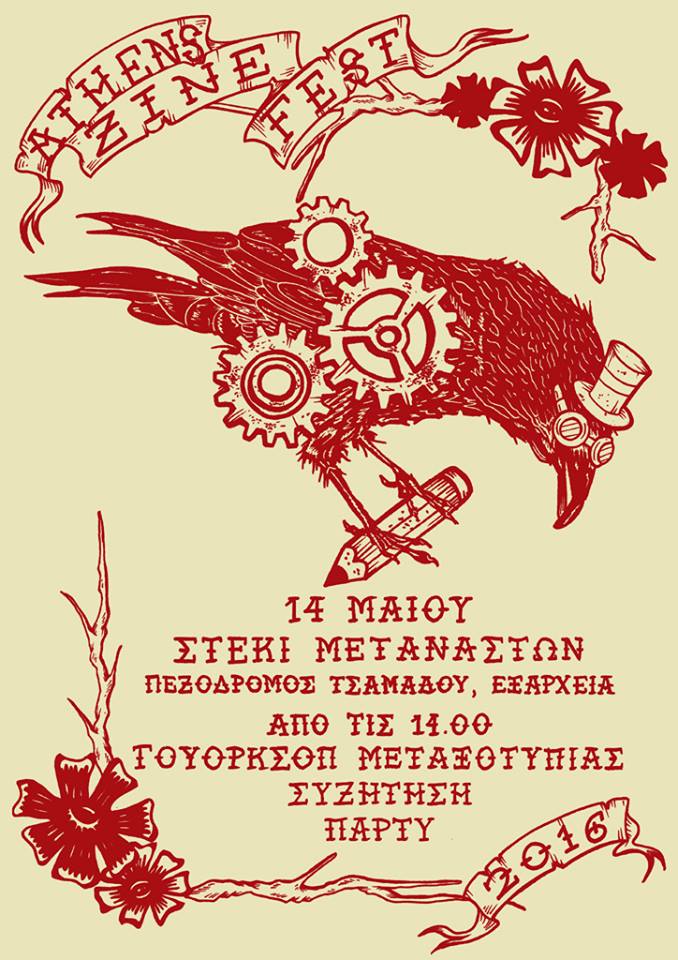 ATHENS
ZINE
FEST
14 ΜΑΙΟΥ
ΣΤΕΚΙ ΜΕΤΑΝΑΣΤΩΝ
ΠΕΖΟΔΡΟΜΟΣ ΤΣΑΜΑΔΟΥ, ΕΞΑΡΧΕΙΑ
ΑΠΟ ΤΙΣ 14.00
ΓΟΥΟΡΚΣΟΠ ΜΕΤΑΞΟΤΥΠΙΑΣ
ΣΥΖΗΤΗΣΗ
ΠΑΡΤΥ
2016